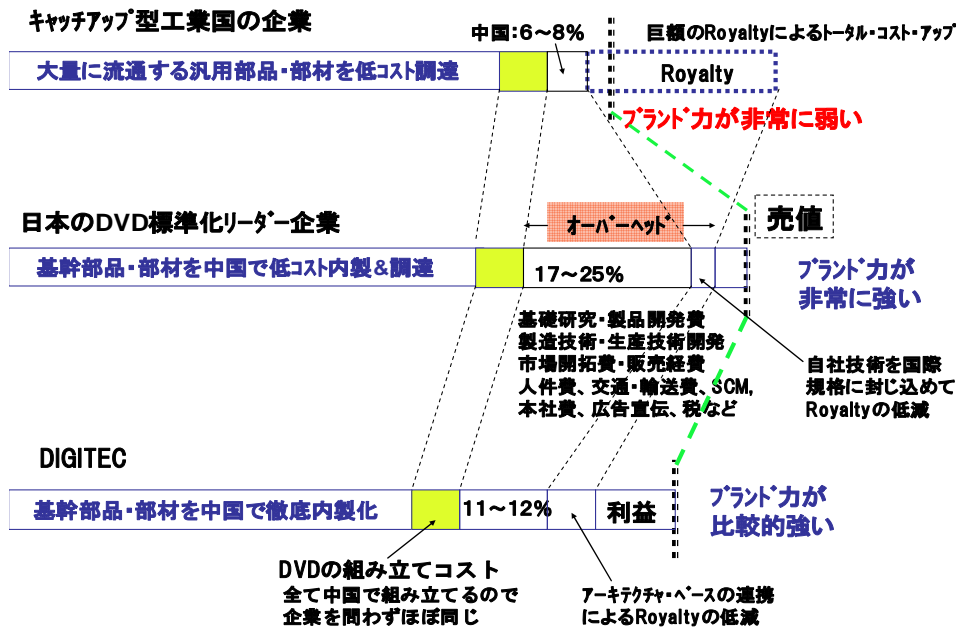 キャッチアップ型工業国の企業
中国：6～8%
巨額のRoyaltyによるトータル・コスト・アップ
大量に流通する汎用部品・部材を低コスト調達
Royalty
ブランド力が非常に弱い
日本のDVD標準化リーダー企業
オーバーヘッド
売値
基幹部品・部材を中国で低コスト内製&調達
17～25%
ブランド力が
非常に強い
基礎研究・製品開発費
製造技術・生産技術開発
市場開拓費・販売経費
人件費、交通・輸送費、SCM,
本社費、広告宣伝、税など
自社技術を国際
規格に封じ込めて
Royaltyの低減
DIGITEC
基幹部品・部材を中国で徹底内製化
11～12%
利益
ブランド力が
比較的強い
DVDの組み立てコスト
全て中国で組み立てるので
企業を問わずほぼ同じ
アーキテクチャ・ベースの連携
によるRoyaltyの低減